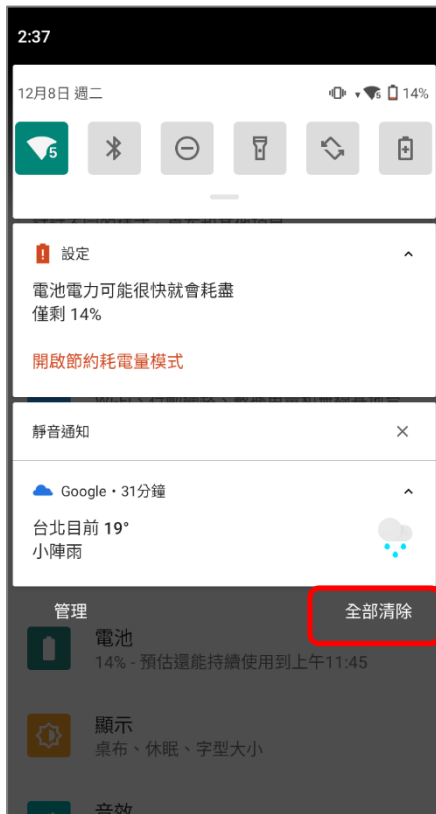 2:37
12月8日 週二
14%
5
設定
電池電力可能很快就會耗盡
僅剩 14%
開啟節約耗電量模式
靜音通知
Google・31分鐘
台北目前 19°
小陣雨
管理
全部清除
電池
14% - 預估還能持續使用到上午11:45
顯示
桌布、休眠、字型大小
音效